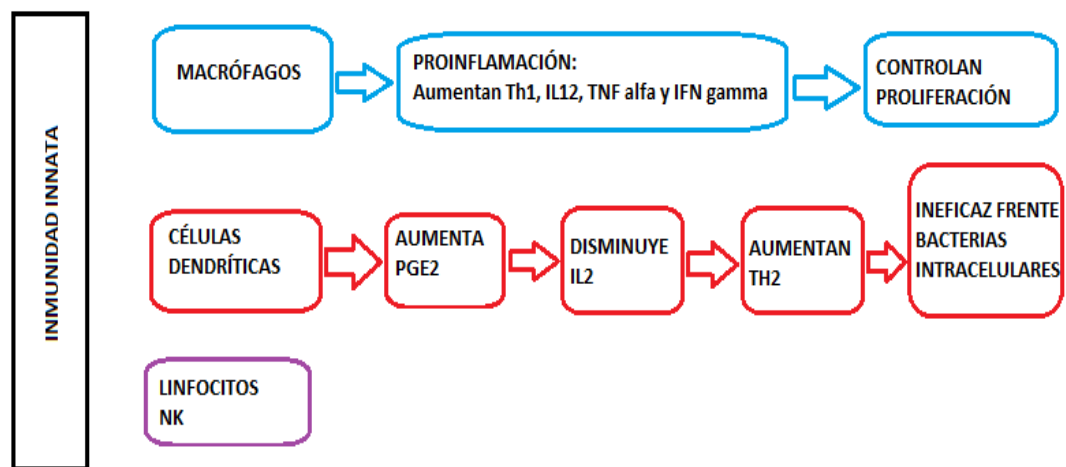 INMUNIDAD INNATA
MACRÓFAGOS
PROINFLAMACIÓN:
Aumentan Th1, IL12, TNF alfa y IFN gamma
CONTROLAN
PROLIFERACIÓN
CÉLULAS
DENDRÍTICAS
AUMENTA
PGE2
DISMINUYE
IL2
AUMENTAN
TH2
INEFICAZ FRENTE
BACTERIAS
INTRACELULARES
LINFOCITOS
NK